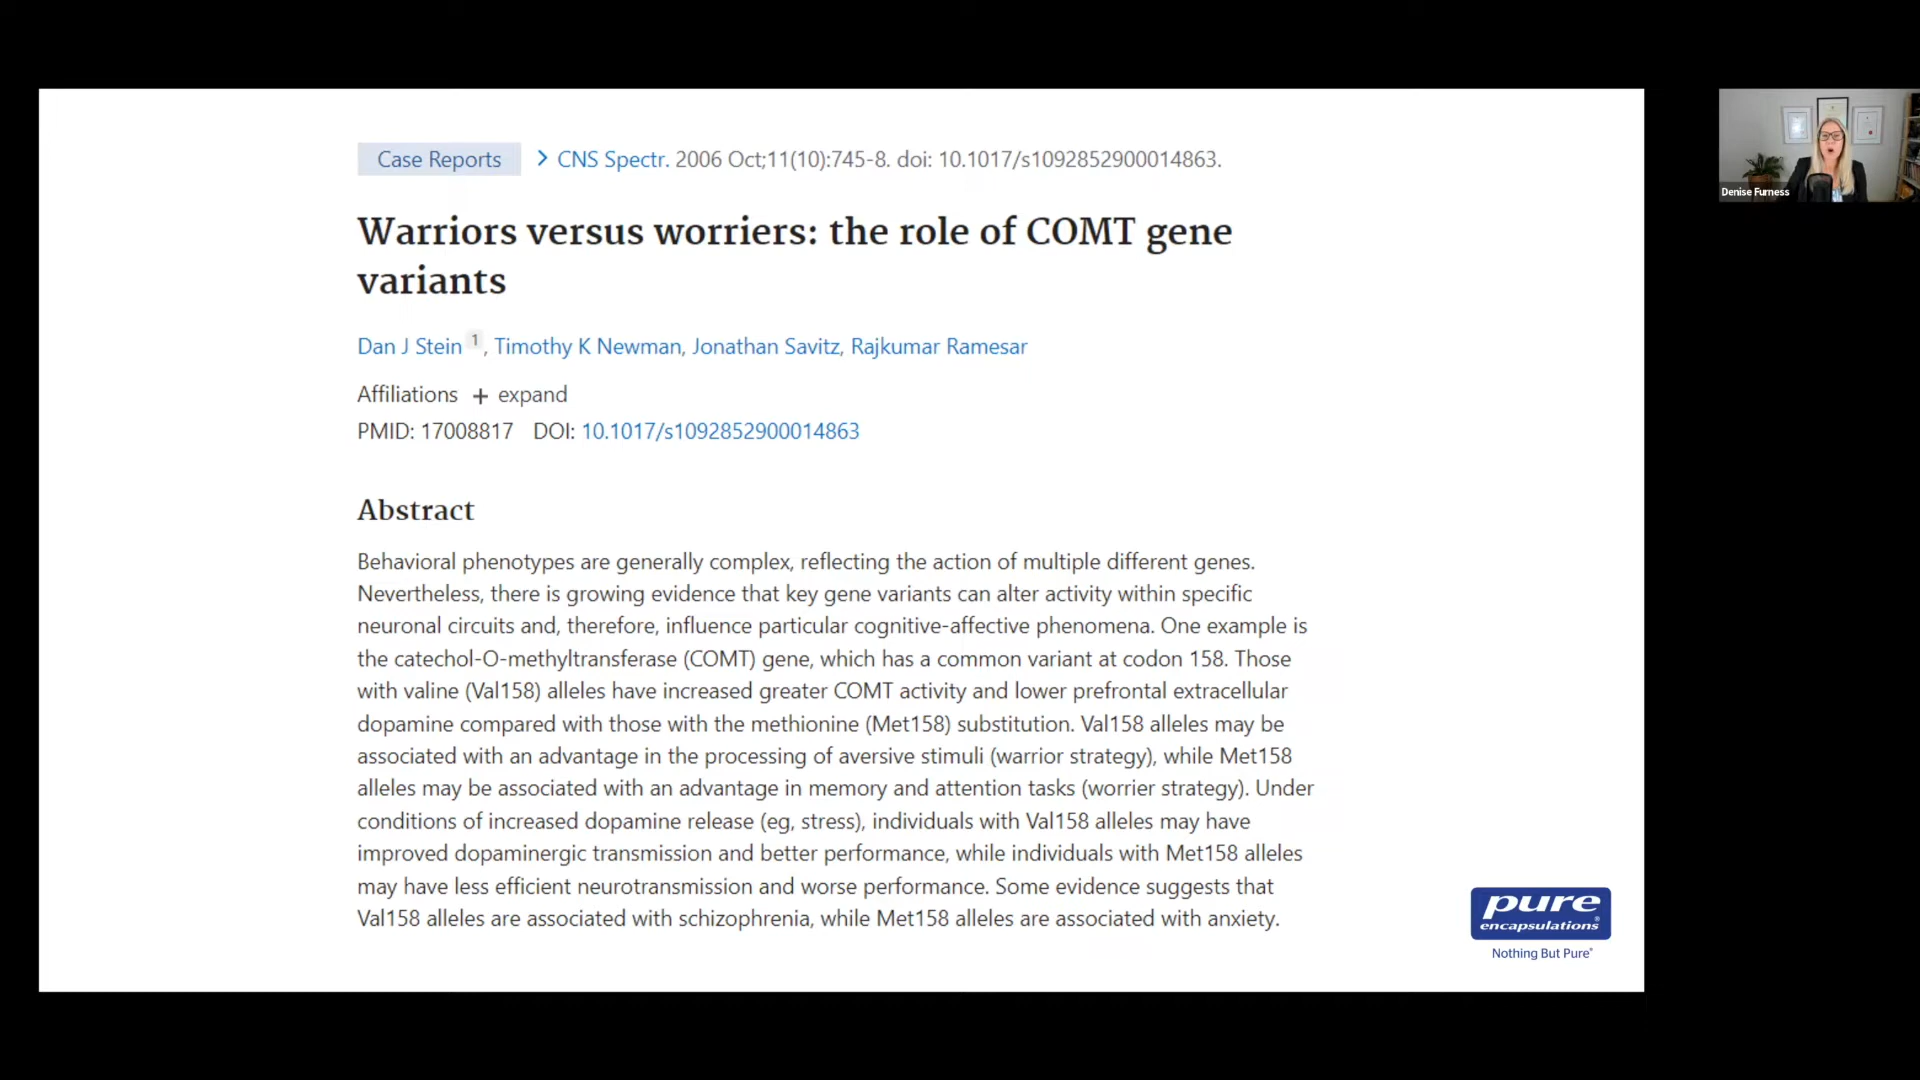 Case Reports > CNS Spectr. 2006 Oct;11(10):745-8. doi: 10.1017/s1092852900014863.
Warriors versus worriers: the role of COMT gene
variants
Dan J Stein 1, Timothy K Newman, Jonathan Savitz, Rajkumar Ramesar
Affiliations + expand
PMID: 17008817 DOI: 10.1017/s1092852900014863
Abstract
Behavioral phenotypes are generally complex, reflecting the action of multiple different genes.
Nevertheless, there is growing evidence that key gene variants can alter activity within specific
neuronal circuits and, therefore, influence particular cognitive-affective phenomena. One example is
the catechol-O-methyltransferase (COMT) gene, which has a common variant at codon 158. Those
with valine (Val158) alleles have increased greater COMT activity and lower prefrontal extracellular
dopamine compared with those with the methionine (Met158) substitution. Val158 alleles may be
associated with an advantage in the processing of aversive stimuli (warrior strategy), while Met158
alleles may be associated with an advantage in memory and attention tasks (worrier strategy). Under
conditions of increased dopamine release (eg, stress), individuals with Val158 alleles may have
improved dopaminergic transmission and better performance, while individuals with Met158 alleles
may have less efficient neurotransmission and worse performance. Some evidence suggests that
Val158 alleles are associated with schizophrenia, while Met158 alleles are associated with anxiety.
pure
encapsulations®
Nothing But Pure®
Denise Furness